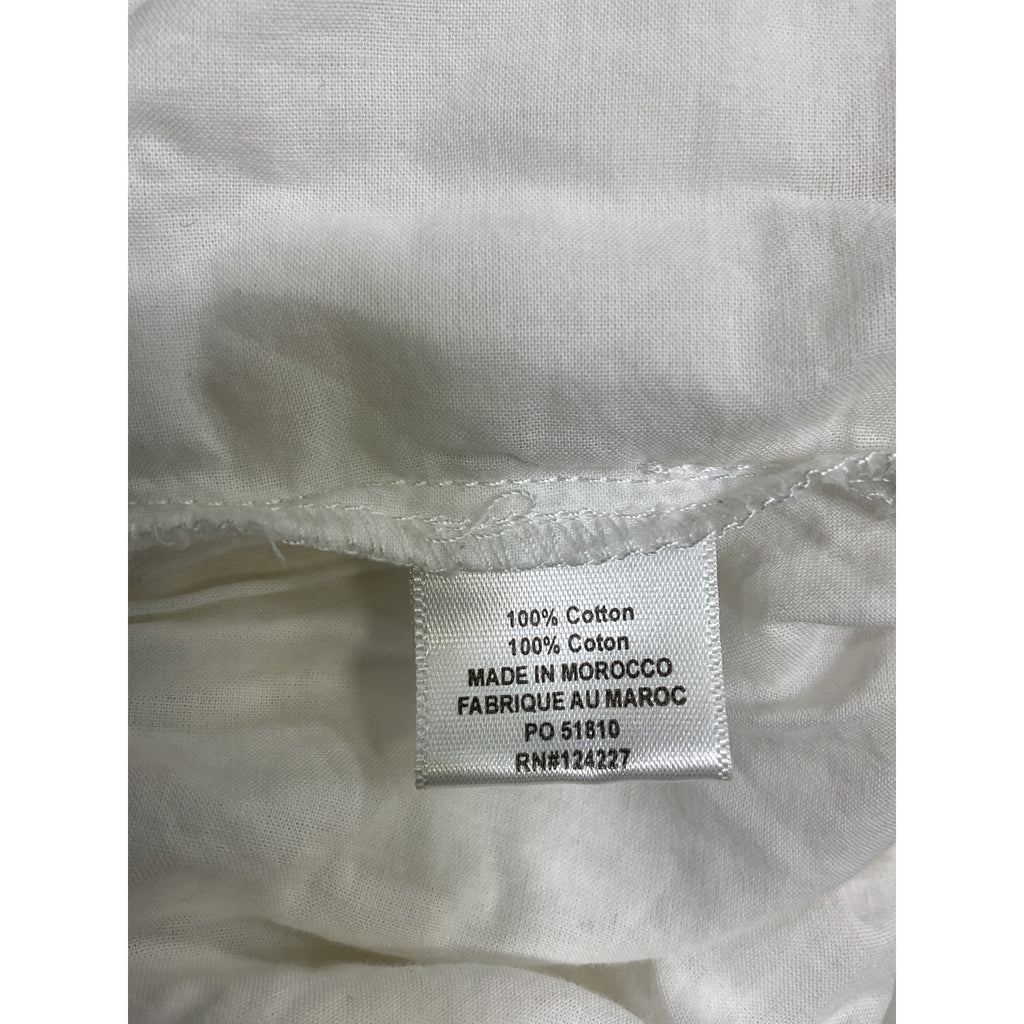 100% Cotton
100% Coton
MADE IN MOROCCO
FABRIQUE AU MAROC
PO 51810
RN#124227